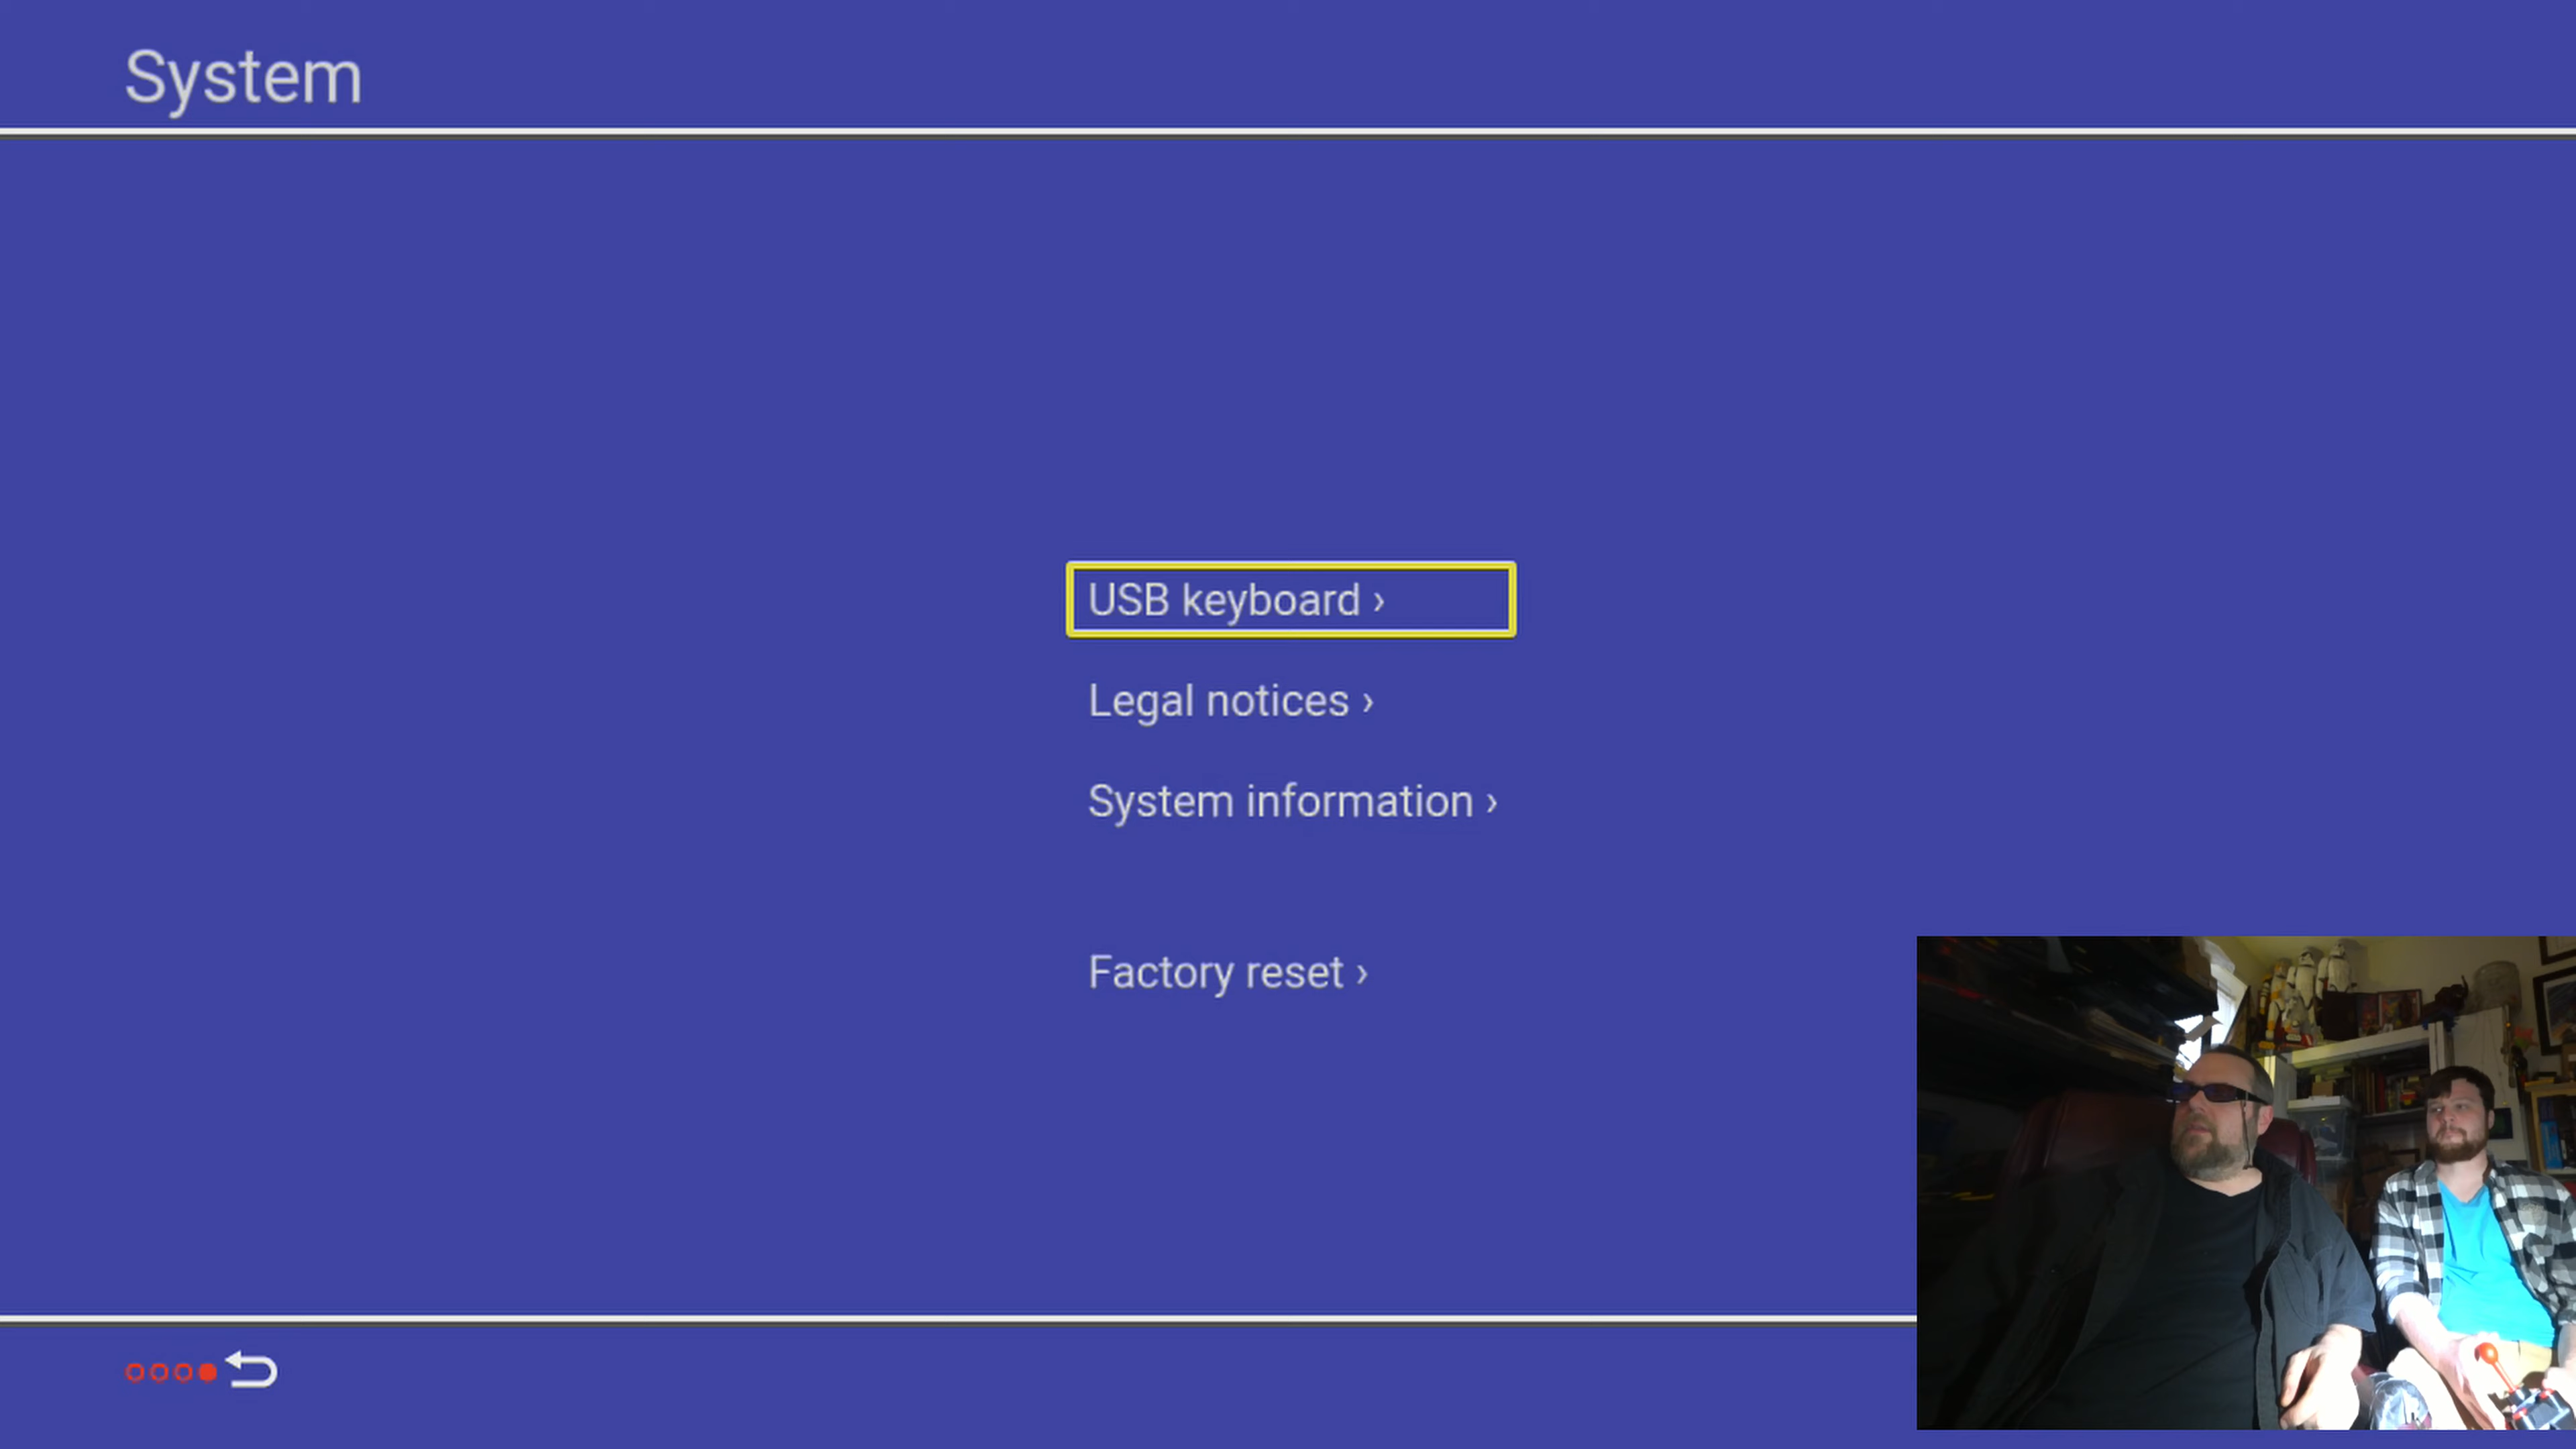 System
USB keyboard ›
Legal notices ›
System information ›
Factory reset ›